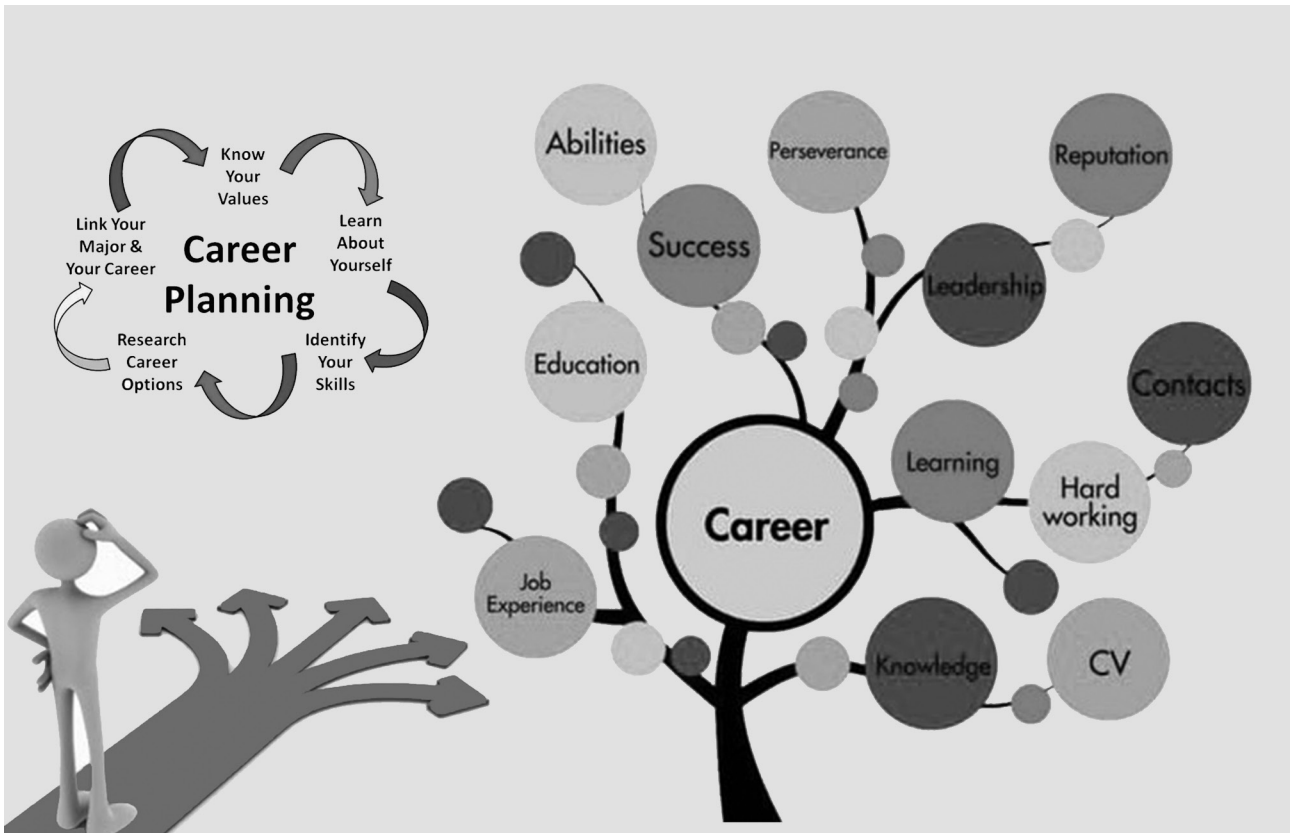 Know
Your
Values
Learn
About
Yourself
Identify
Your
Skills
Research
Career
Options
Link Your
Major &
Your Career
Career
Planning
Abilities
Perseverance
Reputation
Success
Leadership
Education
Contacts
Learning
Hard
working
Career
Job
Experience
Knowledge
CV